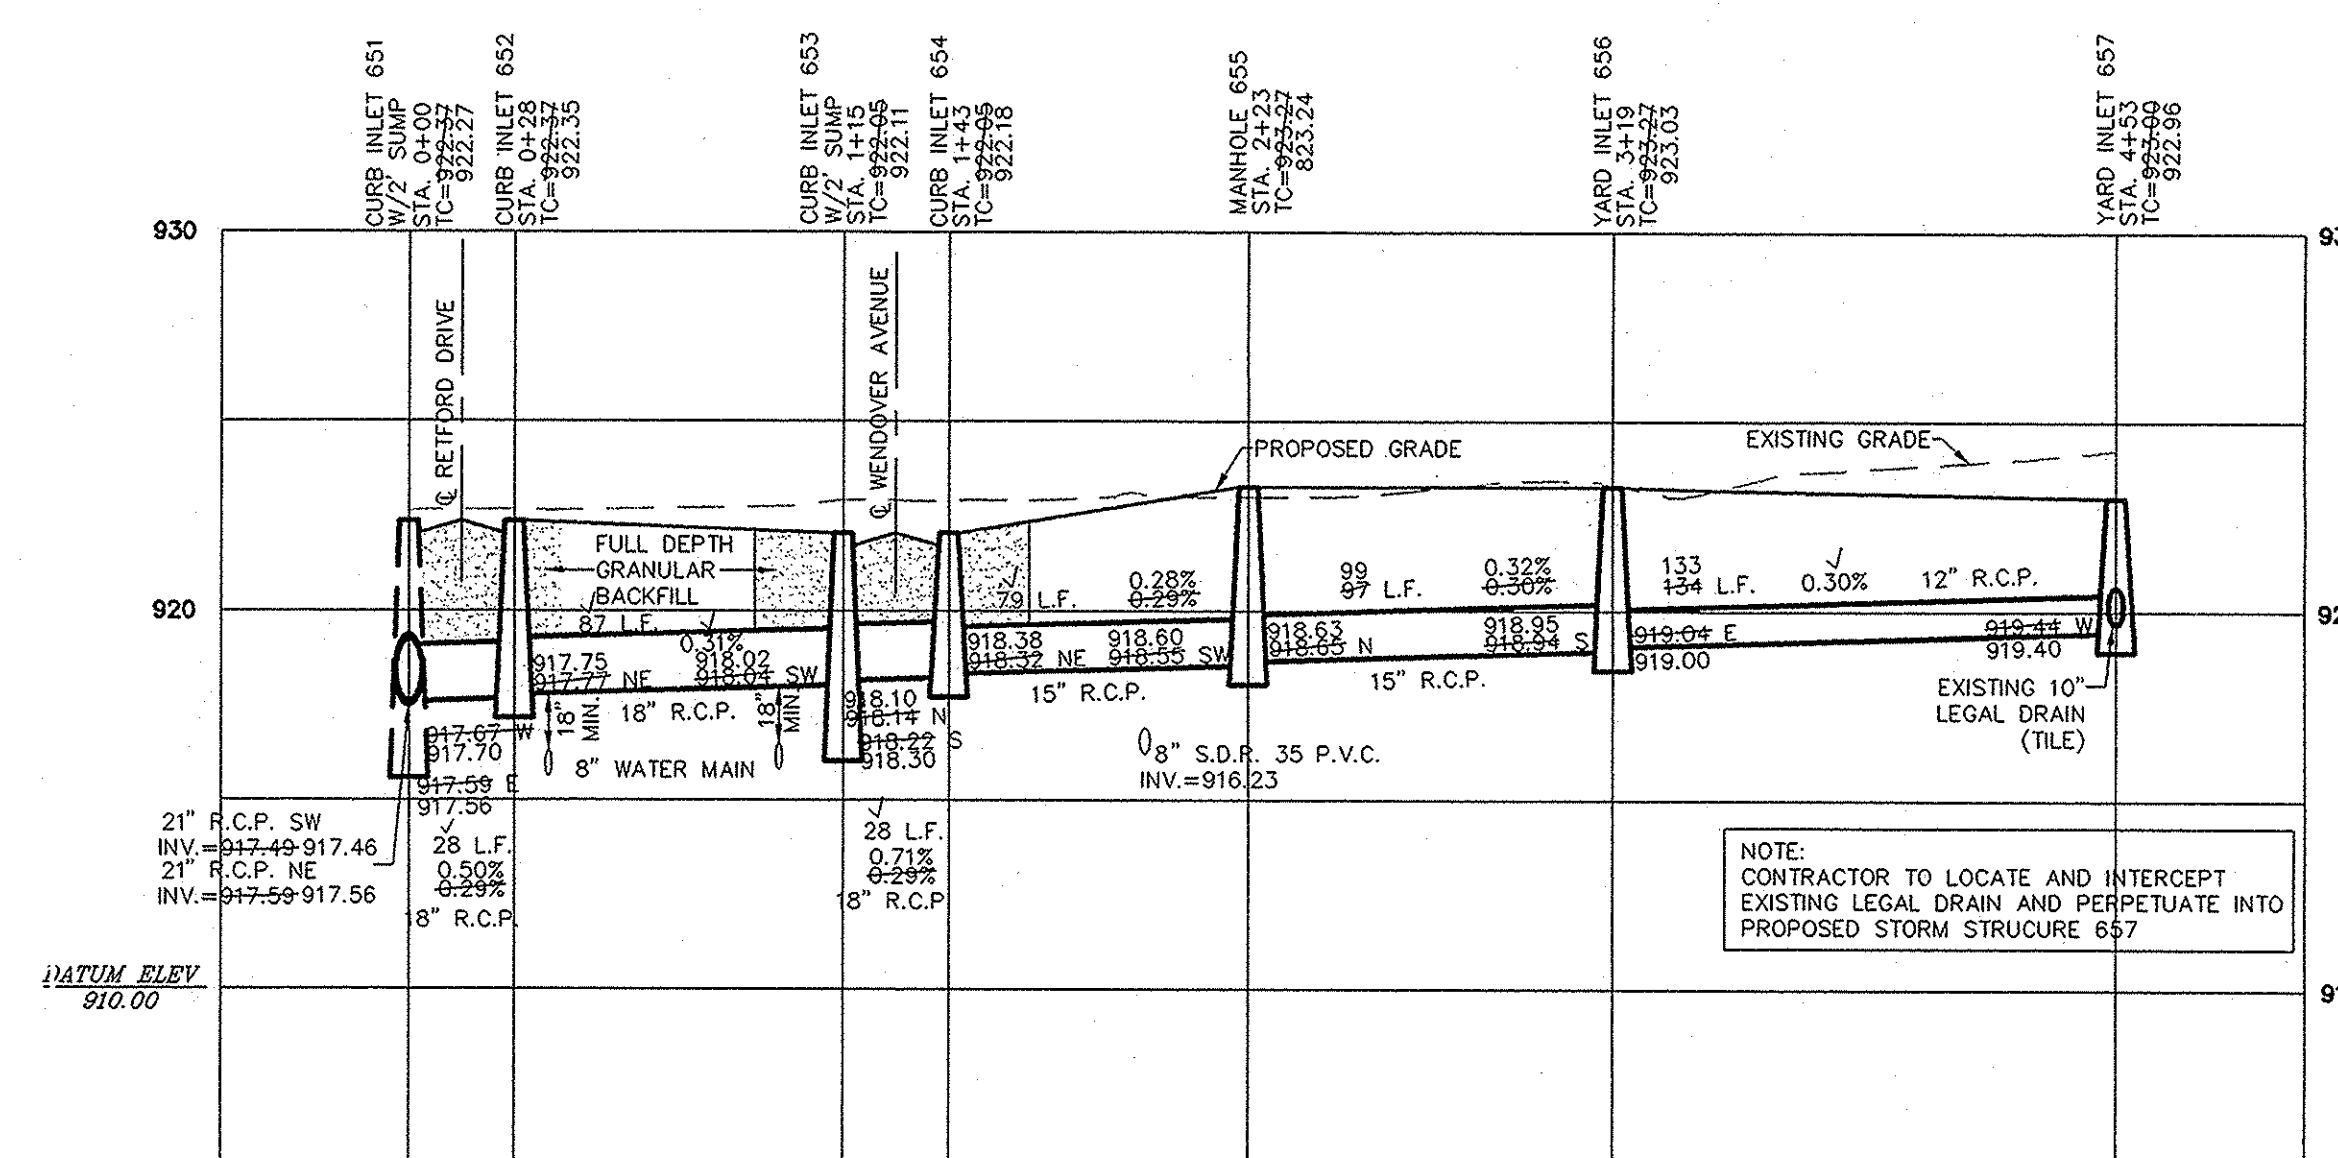 CURB INLET 651
W/2' SUMP
STA. 0+00
TC=922.37
922.27
CURB INLET 652
STA. 0+28
TC=922.37
922.35
CURB INLET 653
W/2' SUMP
STA. 1+15
TC=922.05
922.11
CURB INLET 654
STA. 1+43
TC=922.05
922.18
MANHOLE 655
STA. 2+23
TC=923.27
823.24
YARD INLET 656
STA. 3+19
TC=923.27
923.03
YARD INLET 657
STA. 4+53
TC=923.00
922.96
930
93
℄ RETFORD DRIVE
℄ WENDOVER AVENUE
PROPOSED GRADE
EXISTING GRADE
FULL DEPTH
GRANULAR
BACKFILL
920
92
87 L.F.
0.31%
79 L.F.
0.28%
0.29%
99
97 L.F.
0.32%
0.30%
133
134 L.F.
0.30%
12" R.C.P.
917.75
917.77 NE
918.02
918.04 SW
918.38
918.32 NE
918.60
918.55 SW
918.63
918.65 N
918.95
918.94 S
919.04 E
919.00
919.44 W
919.40
18" R.C.P.
15" R.C.P.
15" R.C.P.
18"
MIN.
18"
MIN.
917.67 W
917.70
917.59 E
917.56
918.10
918.14 N
918.22 S
918.30
8" WATER MAIN
8" S.D.R. 35 P.V.C.
INV.=916.23
EXISTING 10"
LEGAL DRAIN
(TILE)
21" R.C.P. SW
INV.=917.49 917.46
21" R.C.P. NE
INV.=917.59 917.56
28 L.F.
0.50%
0.29%
18" R.C.P.
28 L.F.
0.71%
0.29%
18" R.C.P
NOTE:
CONTRACTOR TO LOCATE AND INTERCEPT
EXISTING LEGAL DRAIN AND PERPETUATE INTO
PROPOSED STORM STRUCURE 657
DATUM ELEV
910.00
91